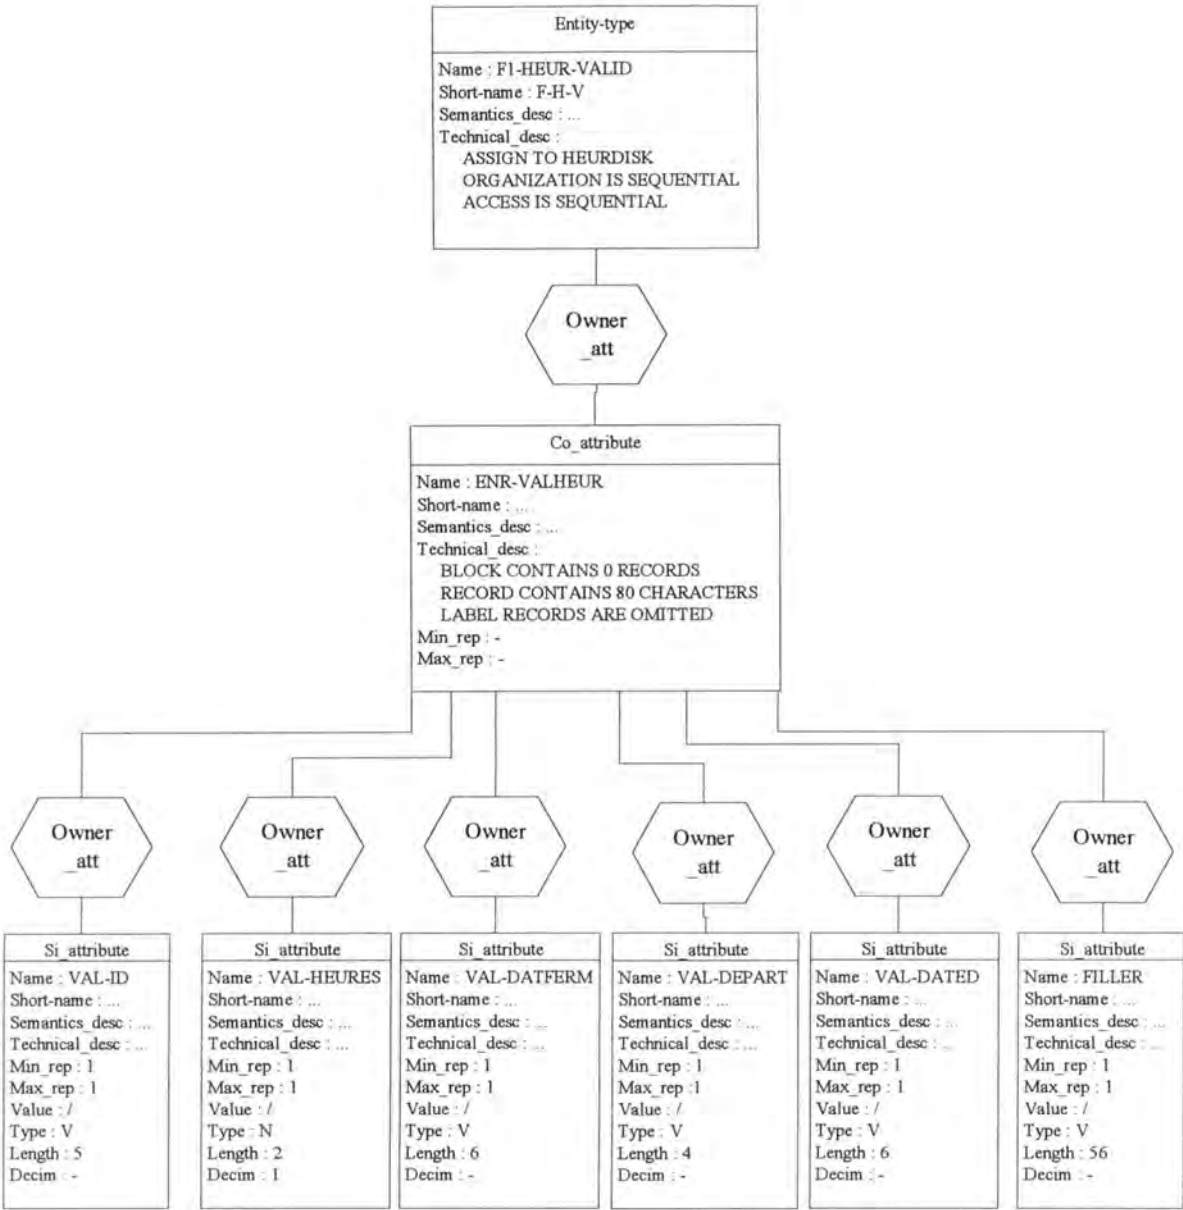 Entity-type
Name : F1-HEUR-VALID
Short-name : F-H-V
Semantics_desc : ...
Technical_desc :
ASSIGN TO HEURDISK
ORGANIZATION IS SEQUENTIAL
ACCESS IS SEQUENTIAL
Owner
_att
Co_attribute
Name : ENR-VALHEUR
Short-name : ...
Semantics_desc : ...
Technical_desc :
BLOCK CONTAINS 0 RECORDS
RECORD CONTAINS 80 CHARACTERS
LABEL RECORDS ARE OMITTED
Min_rep : -
Max_rep : -
Owner
_att
Owner
_att
Owner
_att
Owner
_att
Owner
_att
Owner
_att
Si_attribute
Name : VAL-ID
Short-name : ...
Semantics_desc : ...
Technical_desc : ...
Min_rep : 1
Max_rep : 1
Value : /
Type : V
Length : 5
Decim : -
Si_attribute
Name : VAL-HEURES
Short-name : ...
Semantics_desc : ...
Technical_desc : ...
Min_rep : 1
Max_rep : 1
Value : /
Type : N
Length : 2
Decim : 1
Si_attribute
Name : VAL-DATFERM
Short-name : ...
Semantics_desc : ...
Technical_desc : ...
Min_rep : 1
Max_rep : 1
Value : /
Type : V
Length : 6
Decim : -
Si_attribute
Name : VAL-DEPART
Short-name : ...
Semantics_desc : ...
Technical_desc : ...
Min_rep : 1
Max_rep :1
Value : /
Type : V
Length : 4
Decim : -
Si_attribute
Name : VAL-DATED
Short-name : ...
Semantics_desc : ...
Technical_desc : ...
Min_rep : 1
Max_rep : 1
Value : /
Type : V
Length : 6
Decim : -
Si_attribute
Name : FILLER
Short-name : ...
Semantics_desc : ...
Technical_desc : ...
Min_rep : 1
Max_rep : 1
Value : /
Type : V
Length : 56
Decim : -